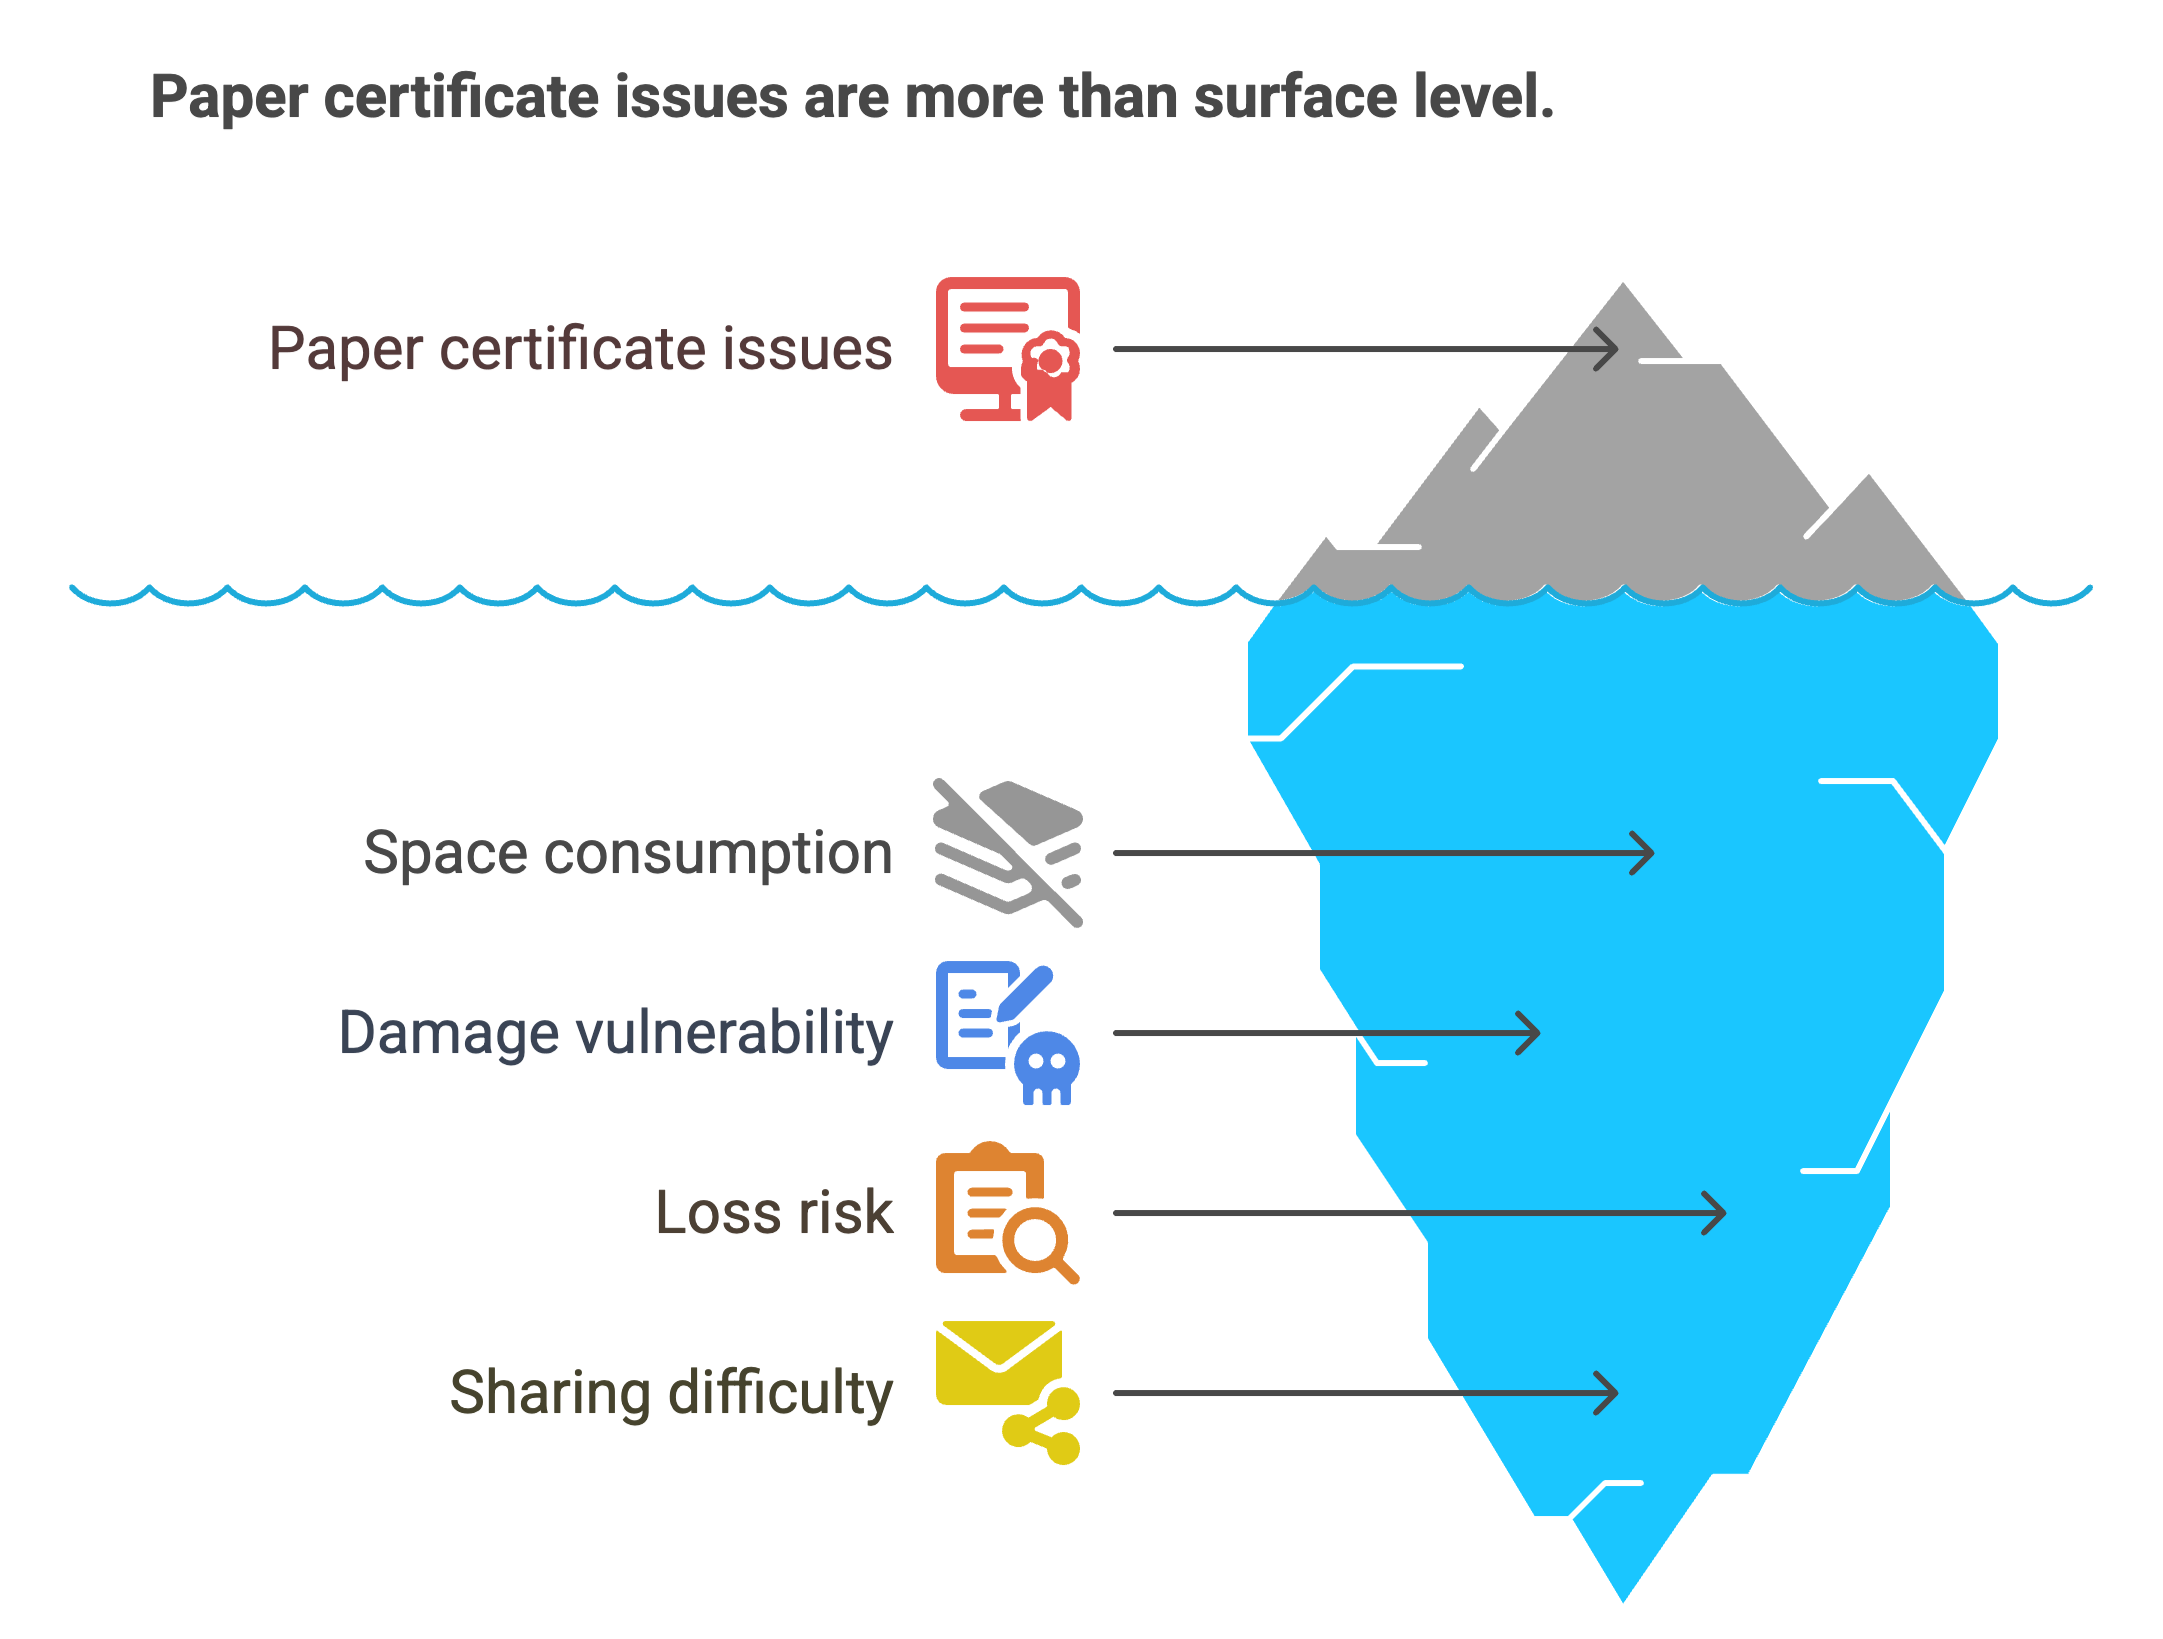 Paper certificate issues are more than surface level.
Paper certificate issues
Space consumption
Damage vulnerability
Loss risk
Sharing difficulty